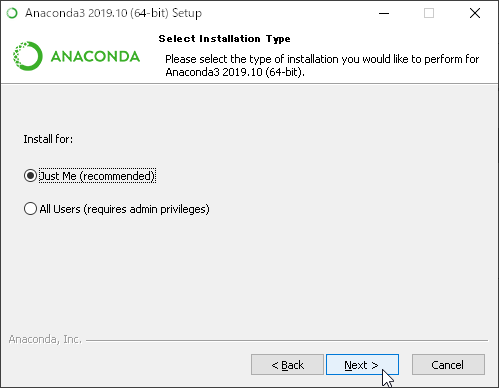 Anaconda3 2019.10 (64-bit) Setup
ANACONDA
Select Installation Type
Please select the type of installation you would like to perform for
Anaconda3 2019.10 (64-bit).
Install for:
Just Me (recommended)
All Users (requires admin privileges)
Anaconda, Inc.
< Back
Next >
Cancel